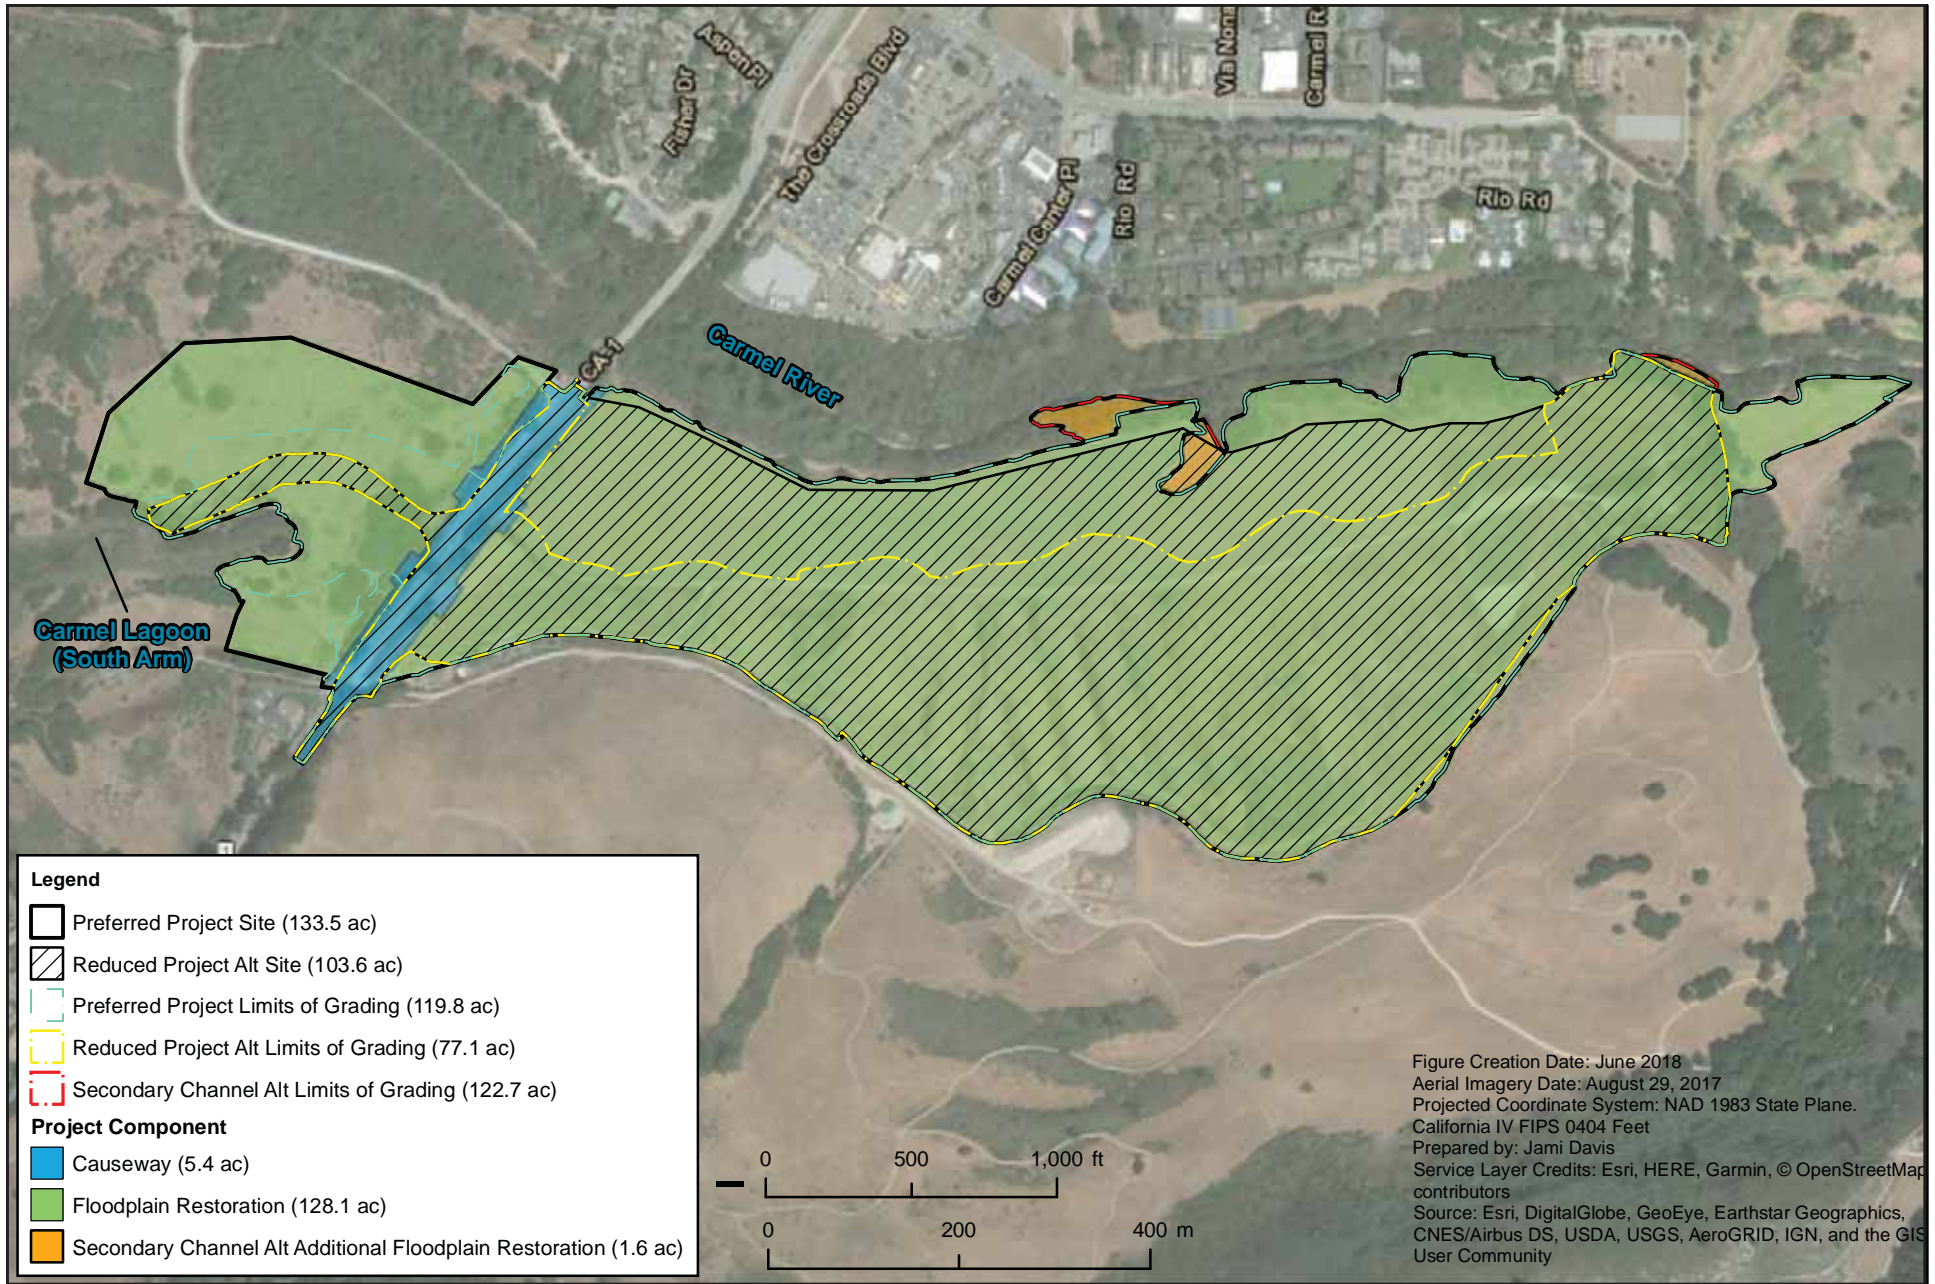 Aspen Pl
Fisher Dr
The Crossroads Blvd
Via Nona
Carmel R
Carmel Center Pl
Rio Rd
Rio Rd
CA-1
Carmel River
Carmel Lagoon
(South Arm)
1
Legend
Preferred Project Site (133.5 ac)
Reduced Project Alt Site (103.6 ac)
Preferred Project Limits of Grading (119.8 ac)
Reduced Project Alt Limits of Grading (77.1 ac)
Secondary Channel Alt Limits of Grading (122.7 ac)
Project Component
Causeway (5.4 ac)
Floodplain Restoration (128.1 ac)
Secondary Channel Alt Additional Floodplain Restoration (1.6 ac)
0 500 1,000 ft
0 200 400 m
Figure Creation Date: June 2018
Aerial Imagery Date: August 29, 2017
Projected Coordinate System: NAD 1983 State Plane.
California IV FIPS 0404 Feet
Prepared by: Jami Davis
Service Layer Credits: Esri, HERE, Garmin, © OpenStreetMap
contributors
Source: Esri, DigitalGlobe, GeoEye, Earthstar Geographics,
CNES/Airbus DS, USDA, USGS, AeroGRID, IGN, and the GIS
User Community